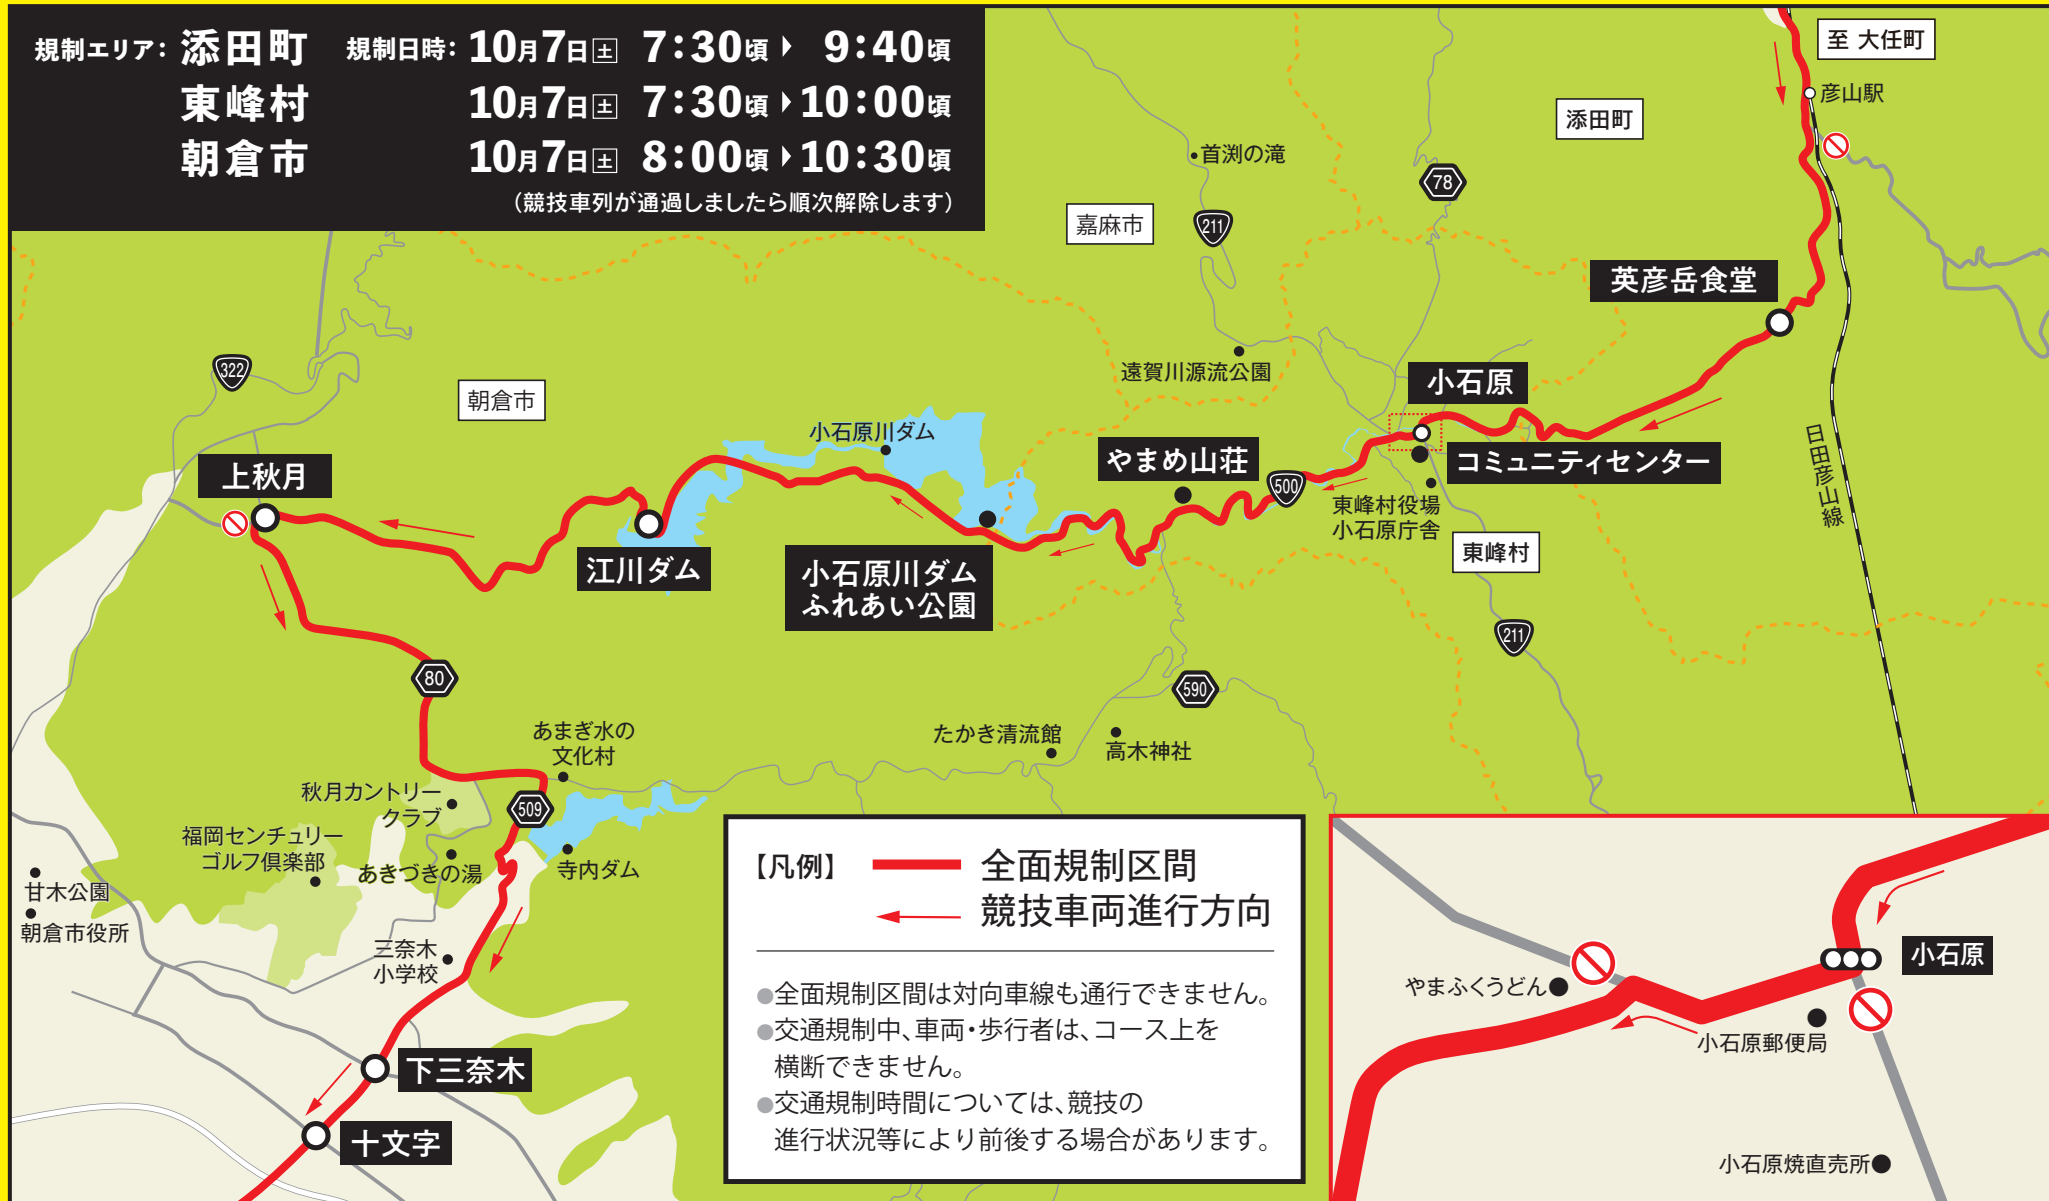 規制エリア: 添田町 規制日時: 10月7日土 7:30頃▶ 9:40頃
東峰村 10月7日土 7:30頃▶10:00頃
朝倉市 10月7日土 8:00頃▶10:30頃
(競技車列が通過しましたら順次解除します)
至 大任町
彦山駅
添田町
首渕の滝
78
嘉麻市
211
英彦岳食堂
322
遠賀川源流公園
小石原
朝倉市
小石原川ダム
日田彦山線
上秋月
やまめ山荘
コミュニティセンター
500
東峰村役場
小石原庁舎
東峰村
江川ダム
小石原川ダム
ふれあい公園
211
80
590
あまぎ水の
文化村
たかき清流館
高木神社
秋月カントリー
クラブ
509
福岡センチュリー
ゴルフ倶楽部
あきづきの湯
寺内ダム
甘木公園
朝倉市役所
三奈木
小学校
下三奈木
十文字
【凡例】 全面規制区間
競技車両進行方向
●全面規制区間は対向車線も通行できません。
●交通規制中、車両・歩行者は、コース上を
横断できません。
●交通規制時間については、競技の
進行状況等により前後する場合があります。
小石原
やまふくうどん
小石原郵便局
小石原焼直売所